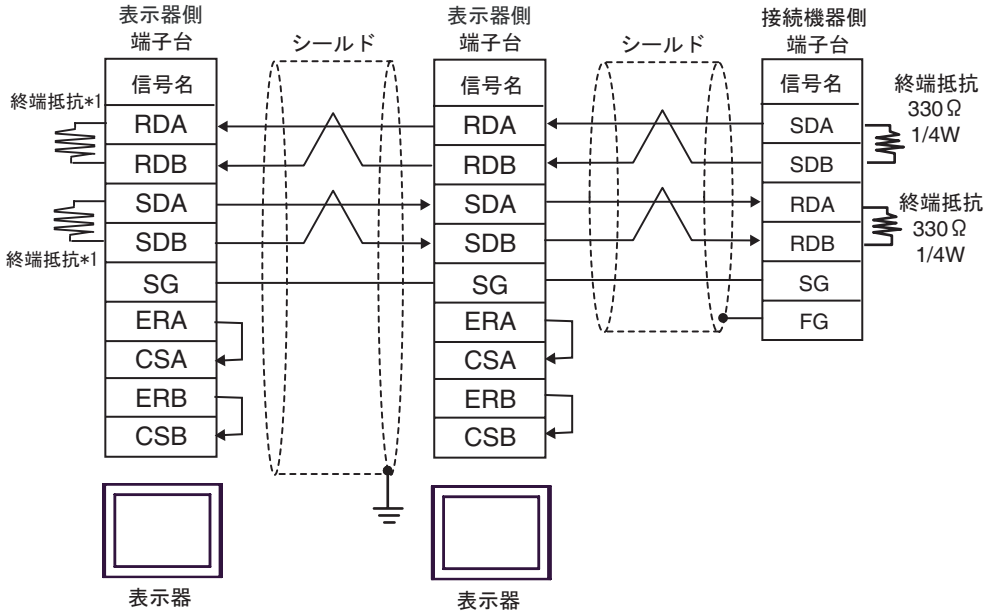 表示器側
端子台
シールド
表示器側
端子台
シールド
接続機器側
端子台
終端抵抗*1
終端抵抗*1
信号名
RDA
RDB
SDA
SDB
SG
ERA
CSA
ERB
CSB
信号名
RDA
RDB
SDA
SDB
SG
ERA
CSA
ERB
CSB
信号名
SDA
SDB
RDA
RDB
SG
FG
終端抵抗
330Ω
1/4W
終端抵抗
330Ω
1/4W
表示器
表示器